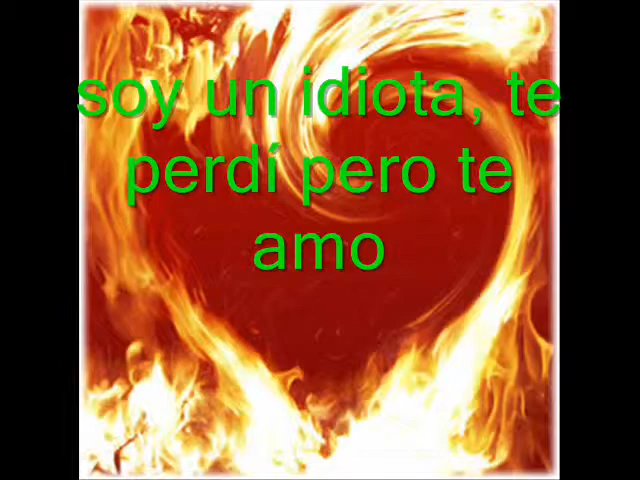 soy un idiota, te
perdí pero te
amo